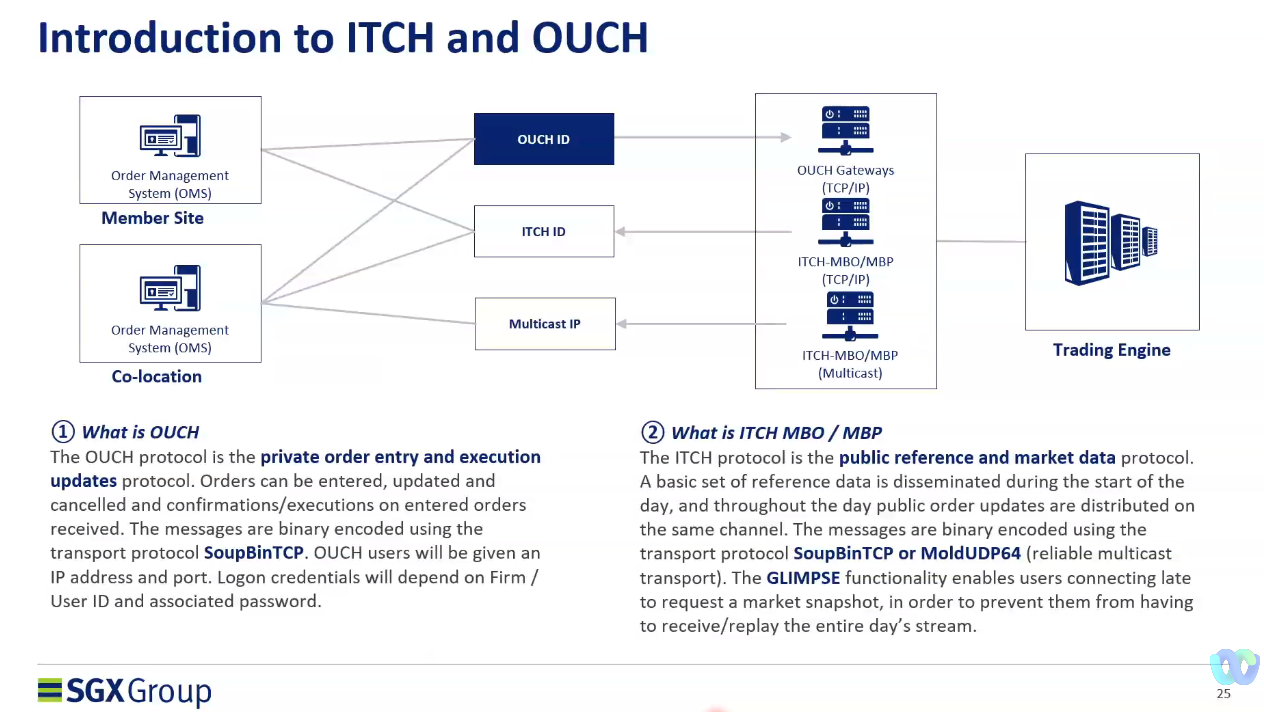 Introduction to ITCH and OUCH
Order Management
System (OMS)
Member Site
Order Management
System (OMS)
Co-location
OUCH ID
ITCH ID
Multicast IP
OUCH Gateways
(TCP/IP)
ITCH-MBO/MBP
(TCP/IP)
ITCH-MBO/MBP
(Multicast)
Trading Engine
1 What is OUCH
The OUCH protocol is the private order entry and execution
updates protocol. Orders can be entered, updated and
cancelled and confirmations/executions on entered orders
received. The messages are binary encoded using the
transport protocol SoupBinTCP. OUCH users will be given an
IP address and port. Logon credentials will depend on Firm /
User ID and associated password.
2 What is ITCH MBO / MBP
The ITCH protocol is the public reference and market data protocol.
A basic set of reference data is disseminated during the start of the
day, and throughout the day public order updates are distributed on
the same channel. The messages are binary encoded using the
transport protocol SoupBinTCP or MoldUDP64 (reliable multicast
transport). The GLIMPSE functionality enables users connecting late
to request a market snapshot, in order to prevent them from having
to receive/replay the entire day's stream.
SGXGroup
25